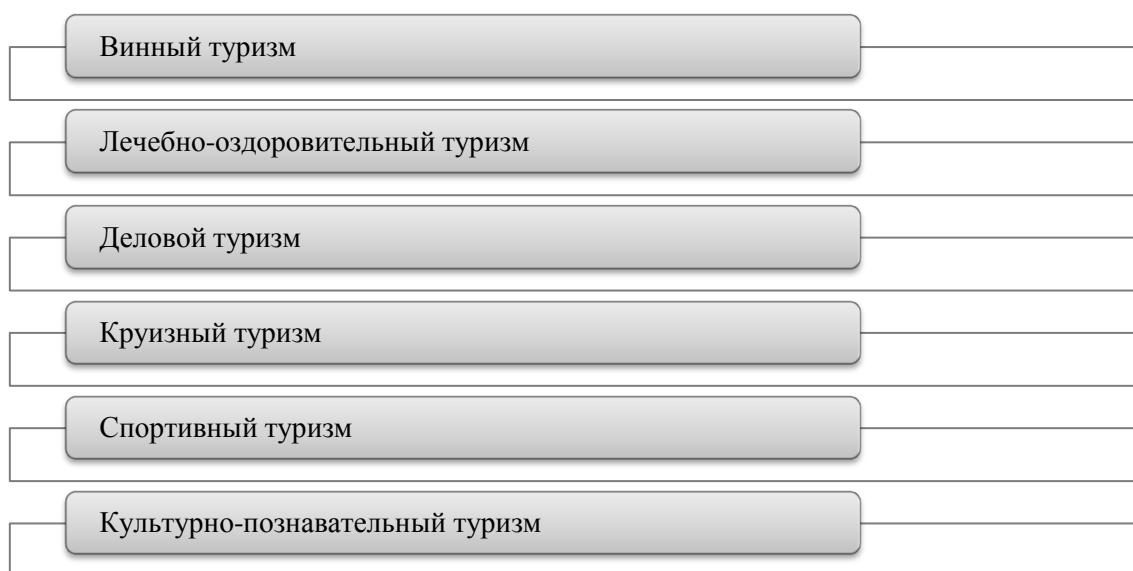 Винный туризм
Лечебно-оздоровительный туризм
Деловой туризм
Круизный туризм
Спортивный туризм
Культурно-познавательный туризм